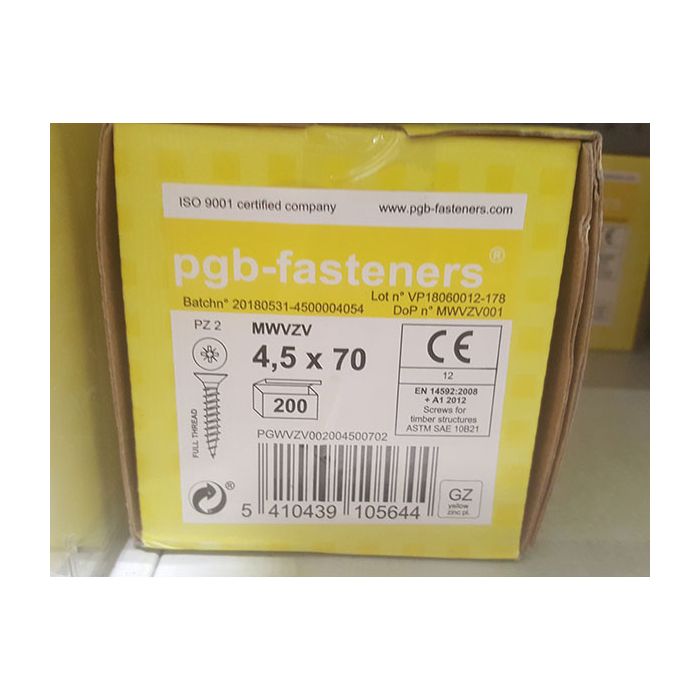 ISO 9001 certified company www.pgb-fasteners.com
pgb-fasteners®
Lot n° VP18060012-178
Batchn° 20180531-4500004054 DoP n° MWVZV001
PZ 2
MWVZV
4,5 x 70
200
FULL THREAD
CE
12
EN 14592:2008
+ A1 2012
Screws for
timber structures
ASTM SAE 10B21
PGWVZV002004500702
®
5 410439 105644
GZ
yellow
zinc pl.